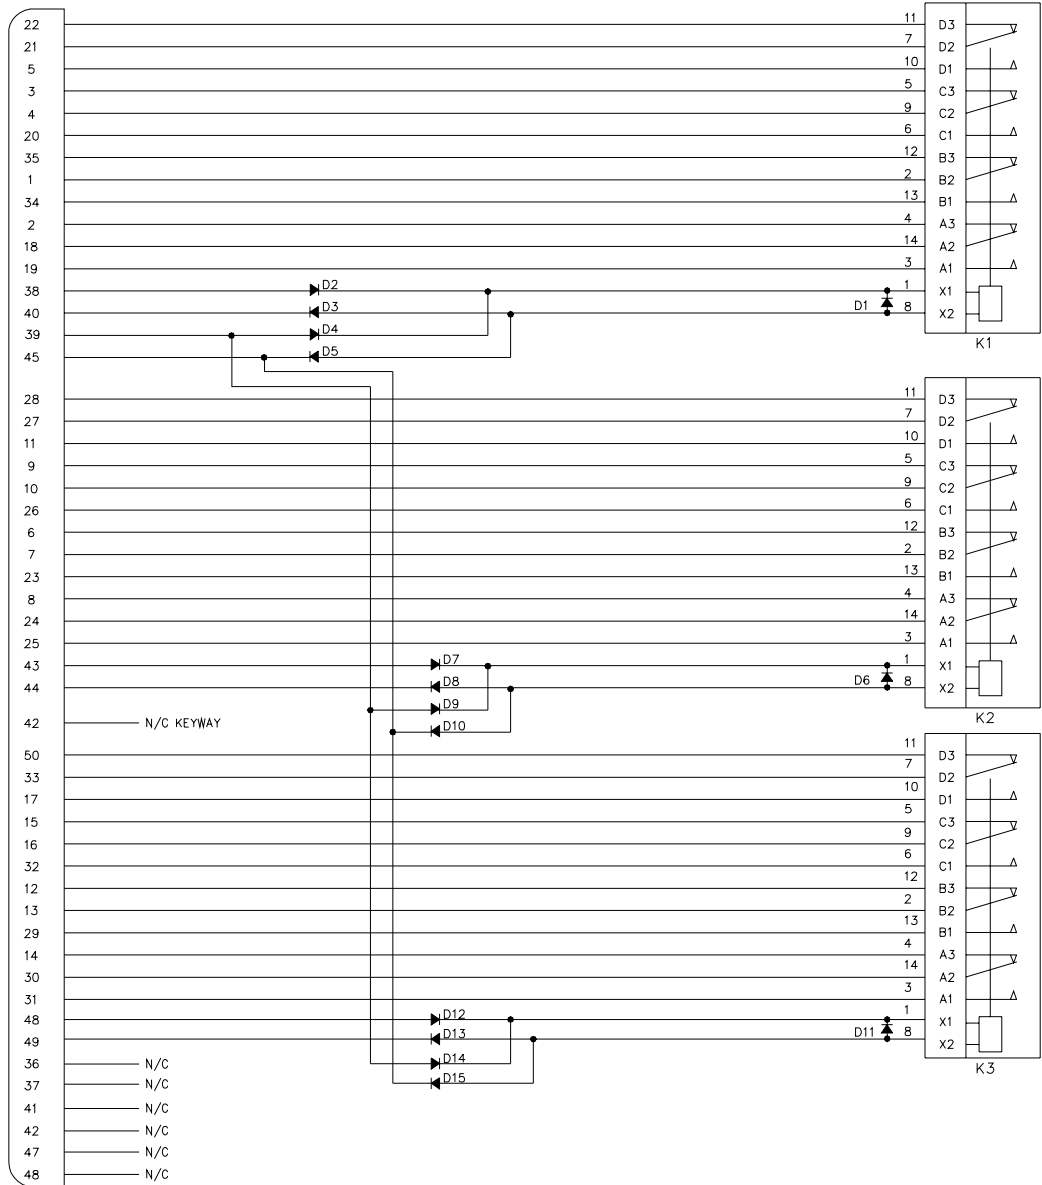 22 11 D3
21 7 D2
5 10 D1
3 5 C3
4 9 C2
20 6 C1
35 12 B3
1 2 B2
34 13 B1
2 4 A3
18 14 A2
19 3 A1
38 D2 1 X1
40 D3 D1 8 X2
39 D4
K1
45 D5
28 11 D3
27 7 D2
11 10 D1
9 5 C3
10 9 C2
26 6 C1
6 12 B3
7 2 B2
23 13 B1
8 4 A3
24 14 A2
25 3 A1
43 D7 1 X1
44 D8 D6 8 X2
D9
K2
42 N/C KEYWAY D10
50 11 D3
33 7 D2
17 10 D1
15 5 C3
16 9 C2
32 6 C1
12 12 B3
13 2 B2
29 13 B1
14 4 A3
30 14 A2
31 3 A1
48 D12 1 X1
49 D13 D11 8 X2
36 N/C D14
K3
37 N/C D15
41 N/C
42 N/C
47 N/C
48 N/C